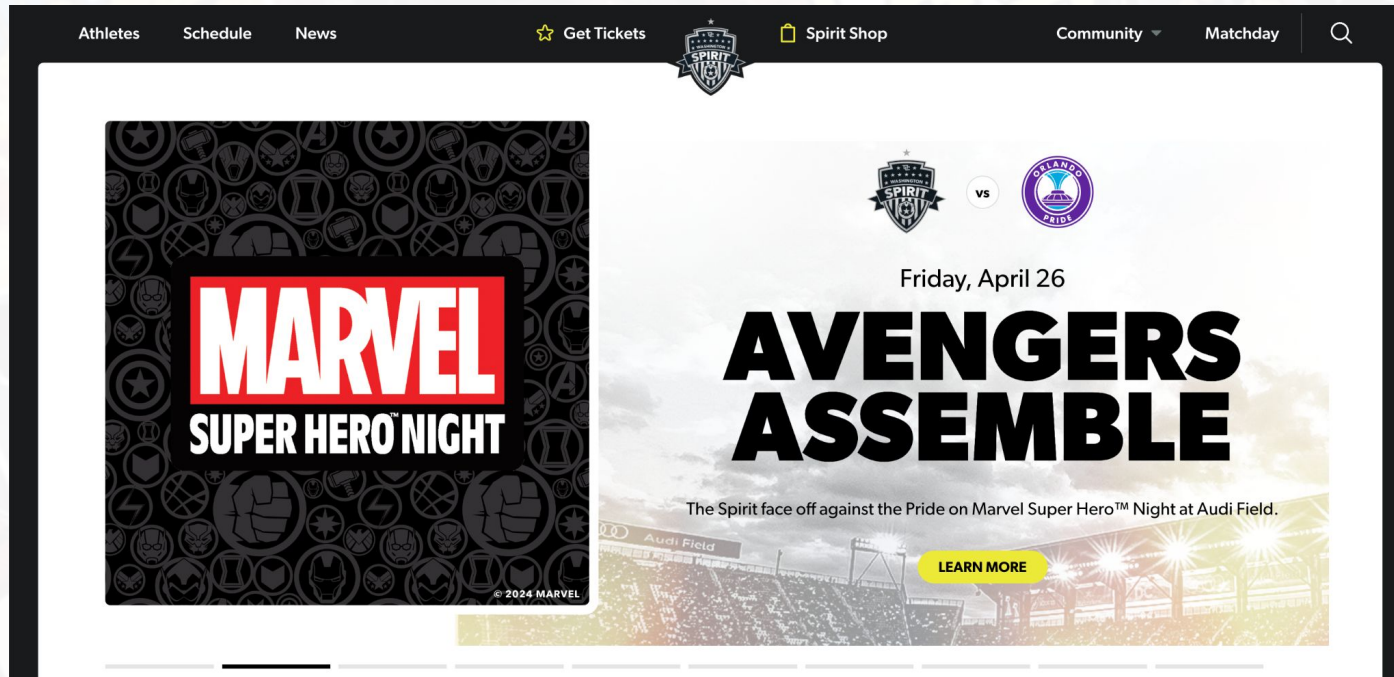 Athletes Schedule News Get Tickets Spirit Shop Community Matchday
WASHINGTON
SPIRIT
MARVEL
SUPER HERO™ NIGHT
© 2024 MARVEL
WASHINGTON
SPIRIT
vs
ORLANDO
PRIDE
Friday, April 26
AVENGERS
ASSEMBLE
The Spirit face off against the Pride on Marvel Super Hero™ Night at Audi Field.
Audi Field
LEARN MORE